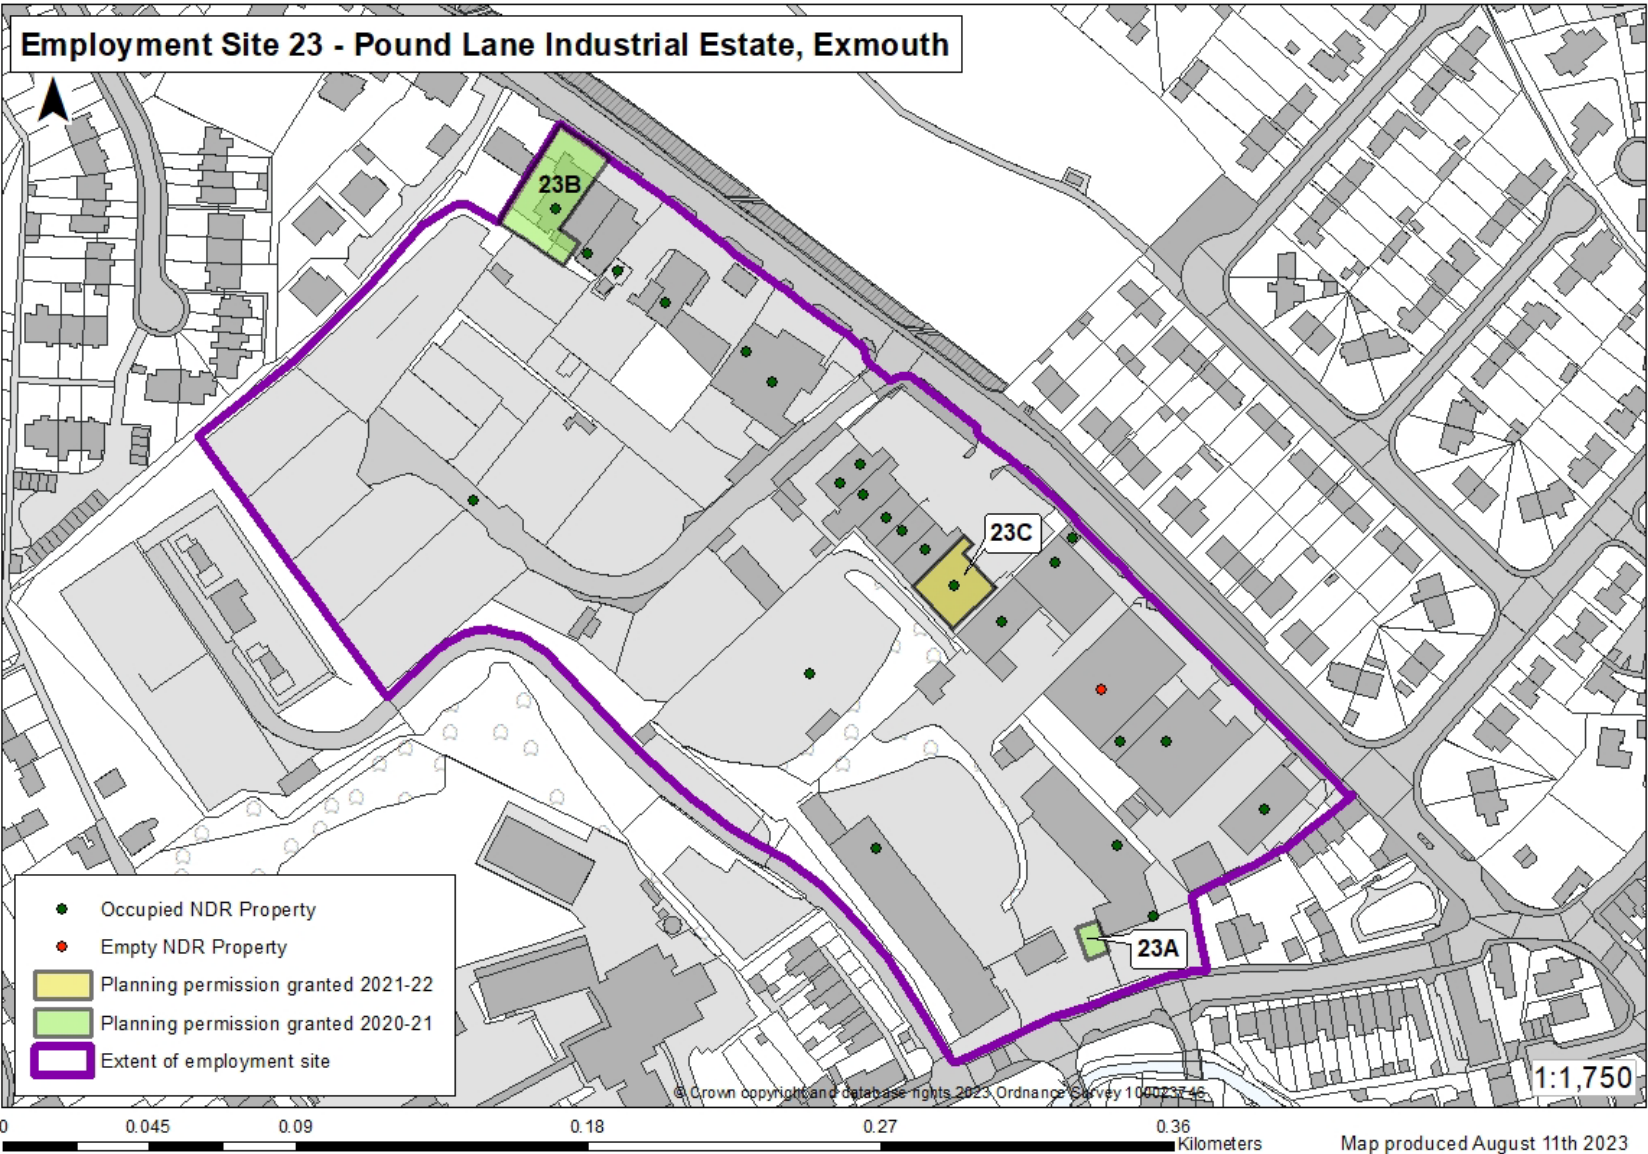 Employment Site 23 - Pound Lane Industrial Estate, Exmouth
23B
23C
23A
Occupied NDR Property
Empty NDR Property
Planning permission granted 2021-22
Planning permission granted 2020-21
Extent of employment site
1:1,750
© Crown copyright and database rights 2023 Ordnance Survey 100023746
0 0.045 0.09 0.18 0.27 0.36
Kilometers
Map produced August 11th 2023